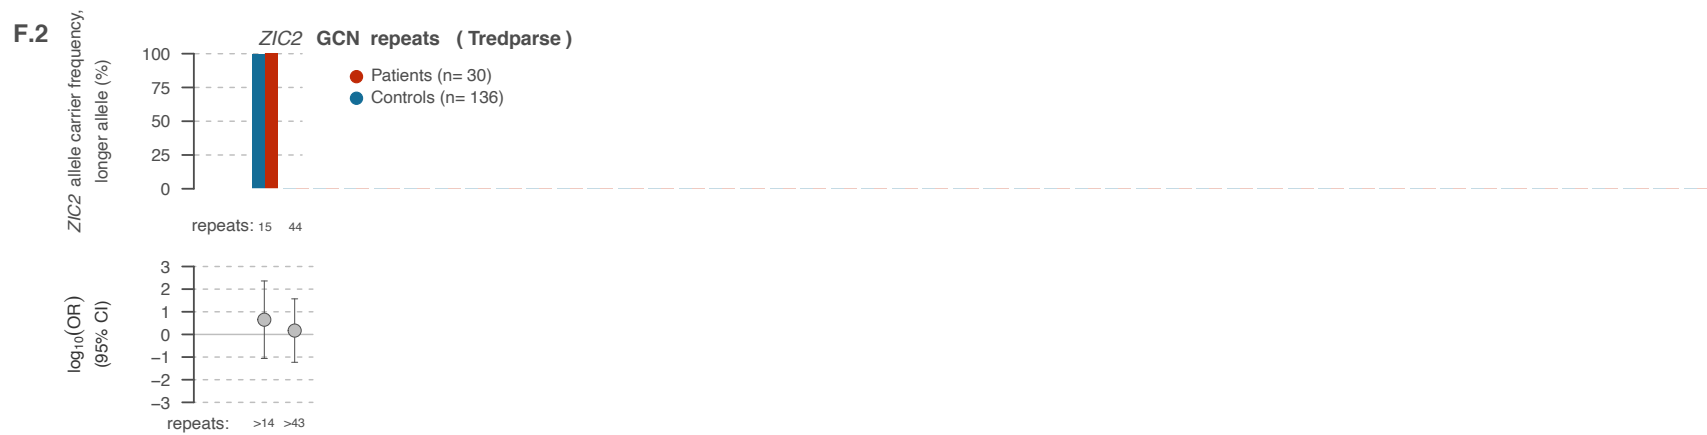 F.2
ZIC2 GCN repeats ( Tredparse )
ZIC2 allele carrier frequency,
longer allele (%)
100
75
50
25
0
Patients (n= 30)
Controls (n= 136)
repeats: 15 44
log10(OR)
(95% CI)
3
2
1
0
−1
−2
−3
repeats: >14 >43